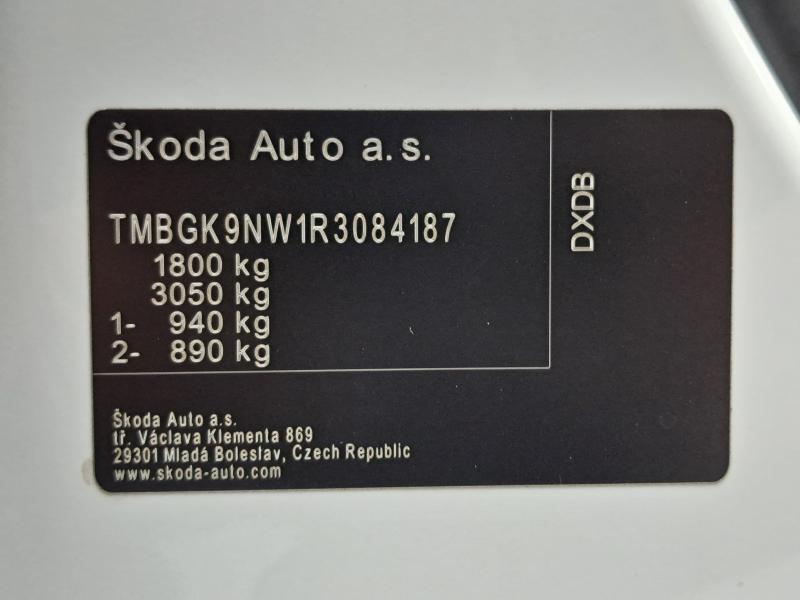 Škoda Auto a.s.
TMBGK9NW1R3084187
1800 kg
3050 kg
1- 940 kg
2- 890 kg
DXDB
Škoda Auto a.s.
tř. Václava Klementa 869
29301 Mladá Boleslav, Czech Republic
www.skoda-auto.com